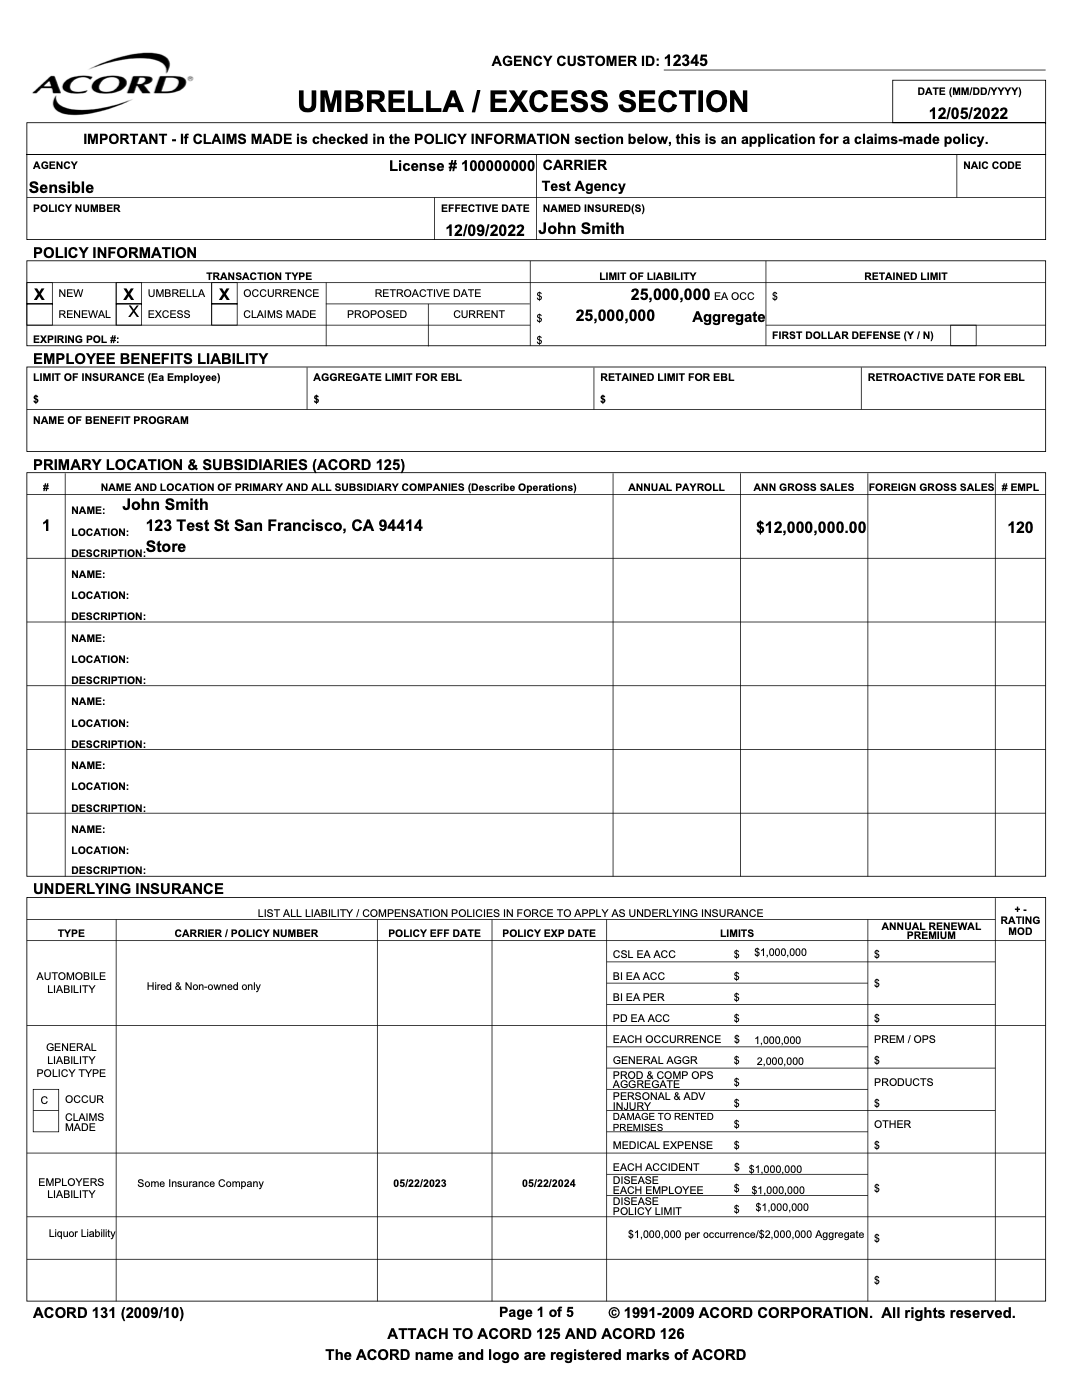 AGENCY CUSTOMER ID: 12345
ACORD®
UMBRELLA / EXCESS SECTION
DATE (MM/DD/YYYY)
12/05/2022
IMPORTANT - If CLAIMS MADE is checked in the POLICY INFORMATION section below, this is an application for a claims-made policy.
AGENCY License # 100000000 CARRIER NAIC CODE
Sensible Test Agency
POLICY NUMBER EFFECTIVE DATE NAMED INSURED(S)
12/09/2022 John Smith
POLICY INFORMATION
TRANSACTION TYPE LIMIT OF LIABILITY RETAINED LIMIT
X NEW X UMBRELLA X OCCURRENCE RETROACTIVE DATE $ 25,000,000 EA OCC $
RENEWAL X EXCESS CLAIMS MADE PROPOSED CURRENT $ 25,000,000 Aggregate
EXPIRING POL #: $ FIRST DOLLAR DEFENSE (Y / N)
EMPLOYEE BENEFITS LIABILITY
LIMIT OF INSURANCE (Ea Employee) AGGREGATE LIMIT FOR EBL RETAINED LIMIT FOR EBL RETROACTIVE DATE FOR EBL
$ $ $
NAME OF BENEFIT PROGRAM
PRIMARY LOCATION & SUBSIDIARIES (ACORD 125)
# NAME AND LOCATION OF PRIMARY AND ALL SUBSIDIARY COMPANIES (Describe Operations) ANNUAL PAYROLL ANN GROSS SALES FOREIGN GROSS SALES # EMPL
NAME: John Smith
1 LOCATION: 123 Test St San Francisco, CA 94414 $12,000,000.00 120
DESCRIPTION: Store
NAME:
LOCATION:
DESCRIPTION:
NAME:
LOCATION:
DESCRIPTION:
NAME:
LOCATION:
DESCRIPTION:
NAME:
LOCATION:
DESCRIPTION:
NAME:
LOCATION:
DESCRIPTION:
UNDERLYING INSURANCE
LIST ALL LIABILITY / COMPENSATION POLICIES IN FORCE TO APPLY AS UNDERLYING INSURANCE
+ -
RATING
MOD
TYPE CARRIER / POLICY NUMBER POLICY EFF DATE POLICY EXP DATE LIMITS ANNUAL RENEWAL
PREMIUM
AUTOMOBILE
LIABILITY
Hired & Non-owned only
CSL EA ACC $ $1,000,000 $
BI EA ACC $
$
BI EA PER $
PD EA ACC $ $
GENERAL
LIABILITY
POLICY TYPE
C OCCUR
CLAIMS
MADE
EACH OCCURRENCE $ 1,000,000 PREM / OPS
GENERAL AGGR $ 2,000,000 $
PROD & COMP OPS
AGGREGATE $ PRODUCTS
PERSONAL & ADV
INJURY $ $
DAMAGE TO RENTED
PREMISES $ OTHER
MEDICAL EXPENSE $ $
EMPLOYERS
LIABILITY
Some Insurance Company 05/22/2023 05/22/2024
EACH ACCIDENT $ $1,000,000
DISEASE
EACH EMPLOYEE $ $1,000,000 $
DISEASE
POLICY LIMIT $ $1,000,000
Liquor Liability $1,000,000 per occurrence/$2,000,000 Aggregate $
$
ACORD 131 (2009/10) Page 1 of 5 © 1991-2009 ACORD CORPORATION. All rights reserved.
ATTACH TO ACORD 125 AND ACORD 126
The ACORD name and logo are registered marks of ACORD